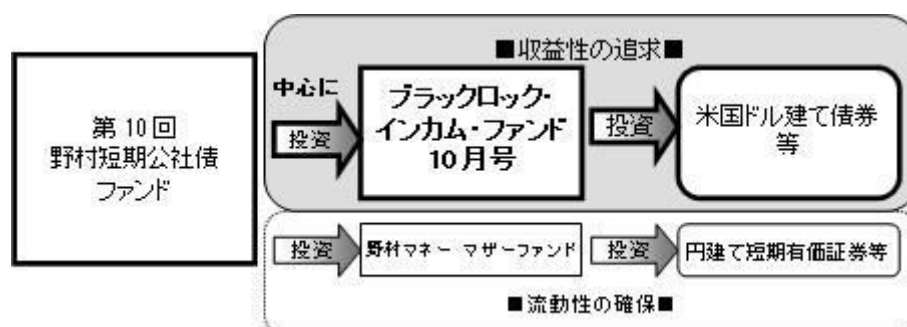 ■収益性の追求■
第10回
野村短期公社債
ファンド
中心に
投資
ブラックロック・
インカム・ファンド
10月号
投資
米国ドル建て債券
等
投資
野村マネー マザーファンド
投資
円建て短期有価証券等
■流動性の確保■